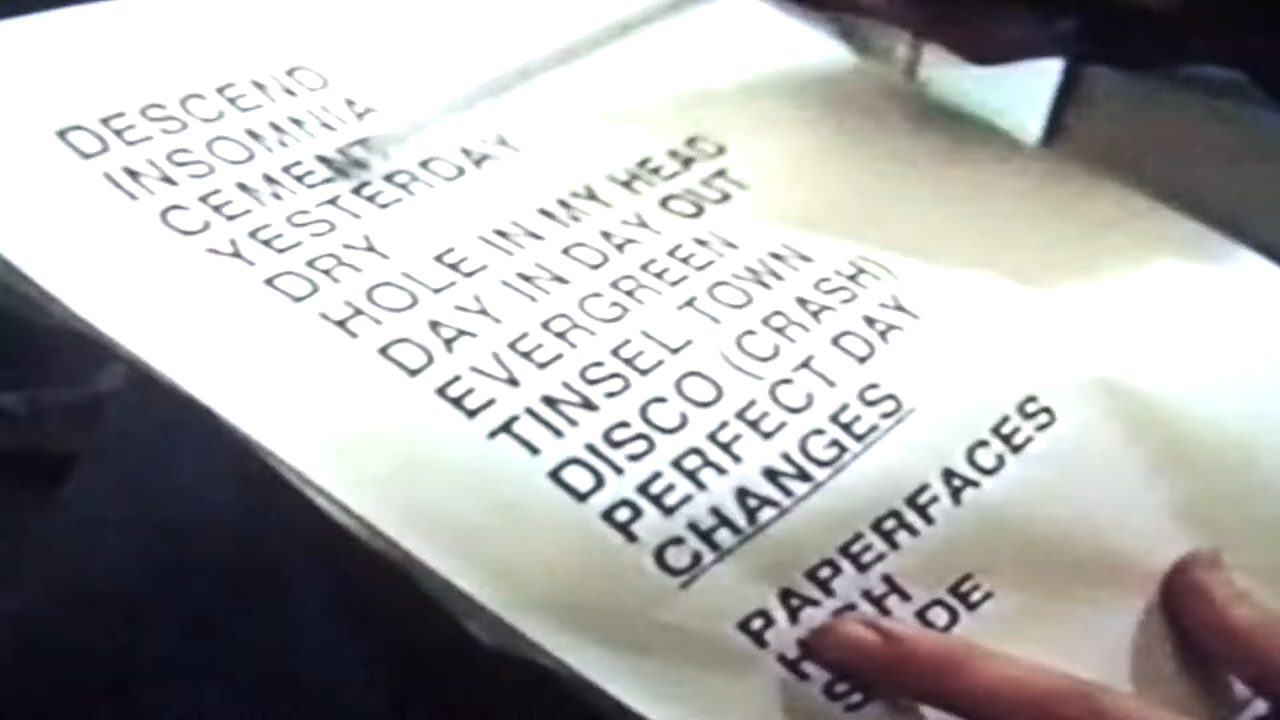 DESCEND
INSOMNIA
CEMENT
YESTERDAY
DRY
HOLE IN MY HEAD
DAY IN DAY OUT
EVERGREEN
TINSEL TOWN
DISCO (CRASH)
PERFECT DAY
CHANGES
PAPERFACES